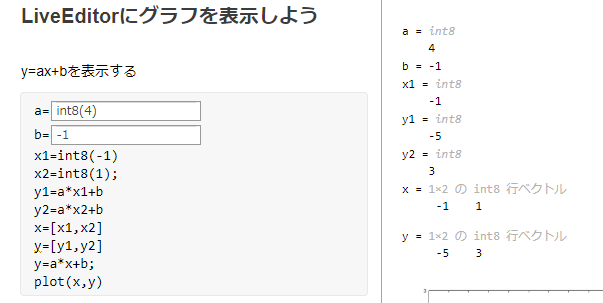 LiveEditorにグラフを表示しよう
y=ax+bを表示する
a= int8(4)
b= -1
x1=int8(-1)
x2=int8(1);
y1=a*x1+b
y2=a*x2+b
x=[x1,x2]
y=[y1,y2]
y=a*x+b;
plot(x,y)
a = int8
4
b = -1
x1 = int8
-1
y1 = int8
-5
y2 = int8
3
x = 1×2 の int8 行ベクトル
-1 1
y = 1×2 の int8 行ベクトル
-5 3